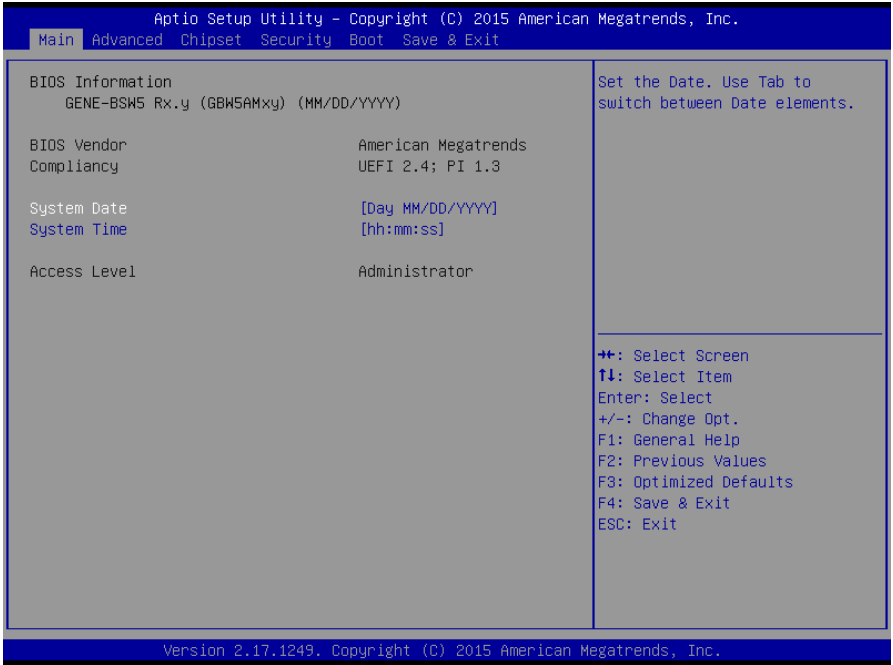 Aptio Setup Utility – Copyright (C) 2015 American Megatrends, Inc.
Main Advanced Chipset Security Boot Save & Exit
BIOS Information
GENE-BSW5 Rx.y (GBW5AMxy) (MM/DD/YYYY)
BIOS Vendor American Megatrends
Compliancy UEFI 2.4; PI 1.3
System Date [Day MM/DD/YYYY]
System Time [hh:mm:ss]
Access Level Administrator
Set the Date. Use Tab to
switch between Date elements.
→←: Select Screen
↑↓: Select Item
Enter: Select
+/-: Change Opt.
F1: General Help
F2: Previous Values
F3: Optimized Defaults
F4: Save & Exit
ESC: Exit
Version 2.17.1249. Copyright (C) 2015 American Megatrends, Inc.